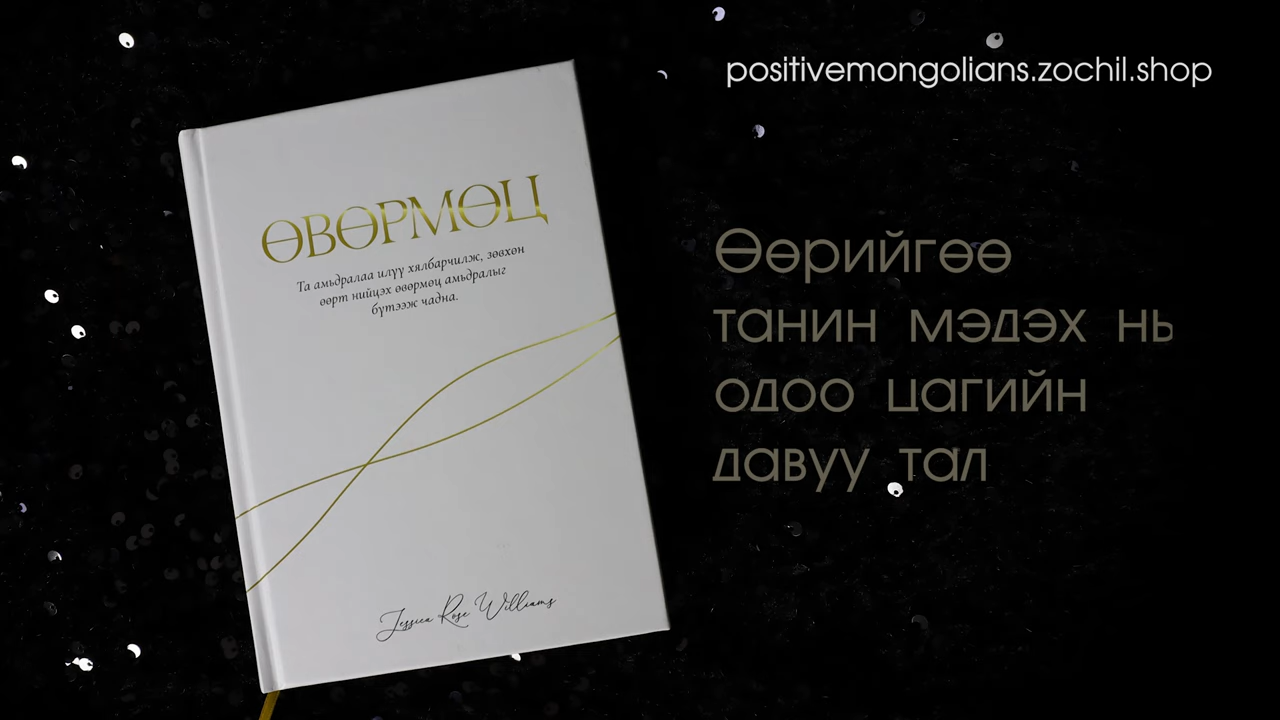 positivemongolians.zochil.shop
ӨВӨРМӨЦ
Та амьдралаа илүү хялбарчилж, зөвхөн
өөрт нийцэх өвөрмөц амьдралыг
бүтээж чадна.
Jessica Rose Williams
Өөрийгөө
танин мэдэх нь
одоо цагийн
давуу тал